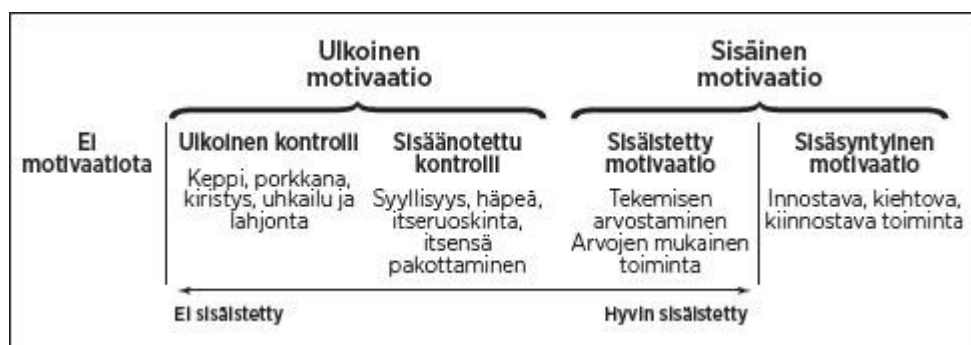 Ulkoinen
motivaatio
Sisäinen
motivaatio
Ei
motivaatiota
Ulkoinen kontrolli
Keppi, porkkana,
kiristys, uhkailu ja
lahjonta
Sisäänotettu
kontrolli
Syyllisyys, häpeä,
itseruoskinta,
itsensä
pakottaminen
Sisäistetty
motivaatio
Tekemisen
arvostaminen
Arvojen mukainen
toiminta
Sisäsyntyinen
motivaatio
Innostava, kiehtova,
kiinnostava toiminta
Ei sisäistetty
Hyvin sisäistetty